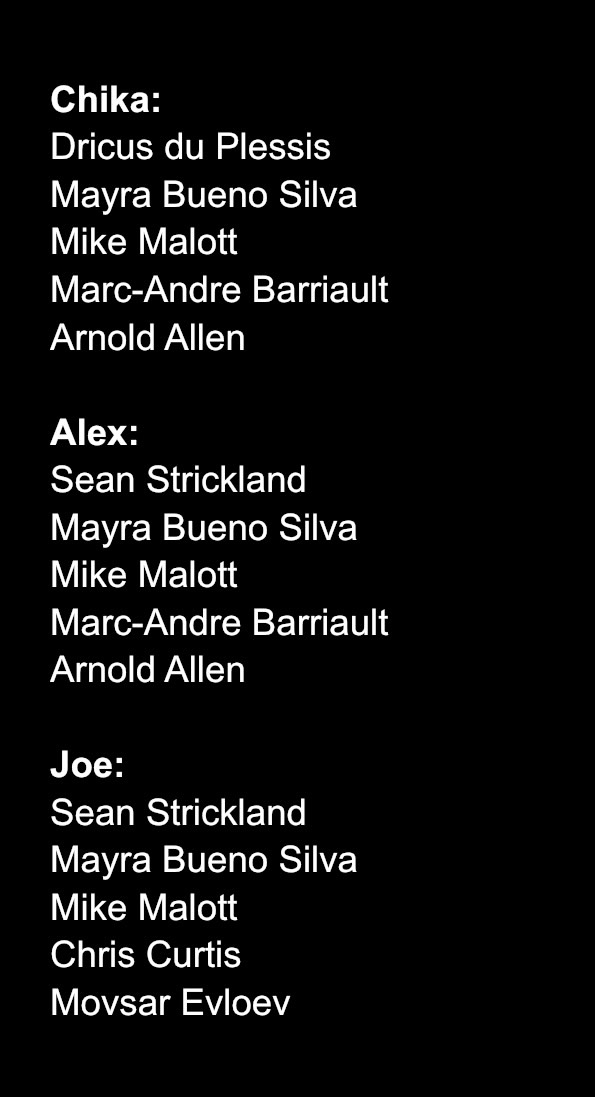 Chika:
Dricus du Plessis
Mayra Bueno Silva
Mike Malott
Marc-Andre Barriault
Arnold Allen
Alex:
Sean Strickland
Mayra Bueno Silva
Mike Malott
Marc-Andre Barriault
Arnold Allen
Joe:
Sean Strickland
Mayra Bueno Silva
Mike Malott
Chris Curtis
Movsar Evloev